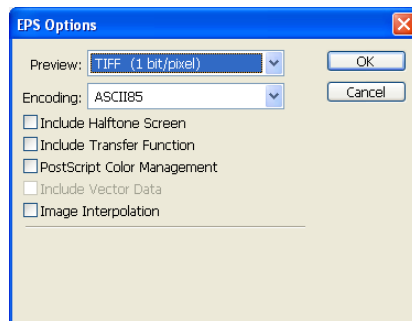 EPS Options
Preview: TIFF (1 bit/pixel) OK
Encoding: ASCII85 Cancel
Include Halftone Screen
Include Transfer Function
PostScript Color Management
Include Vector Data
Image Interpolation